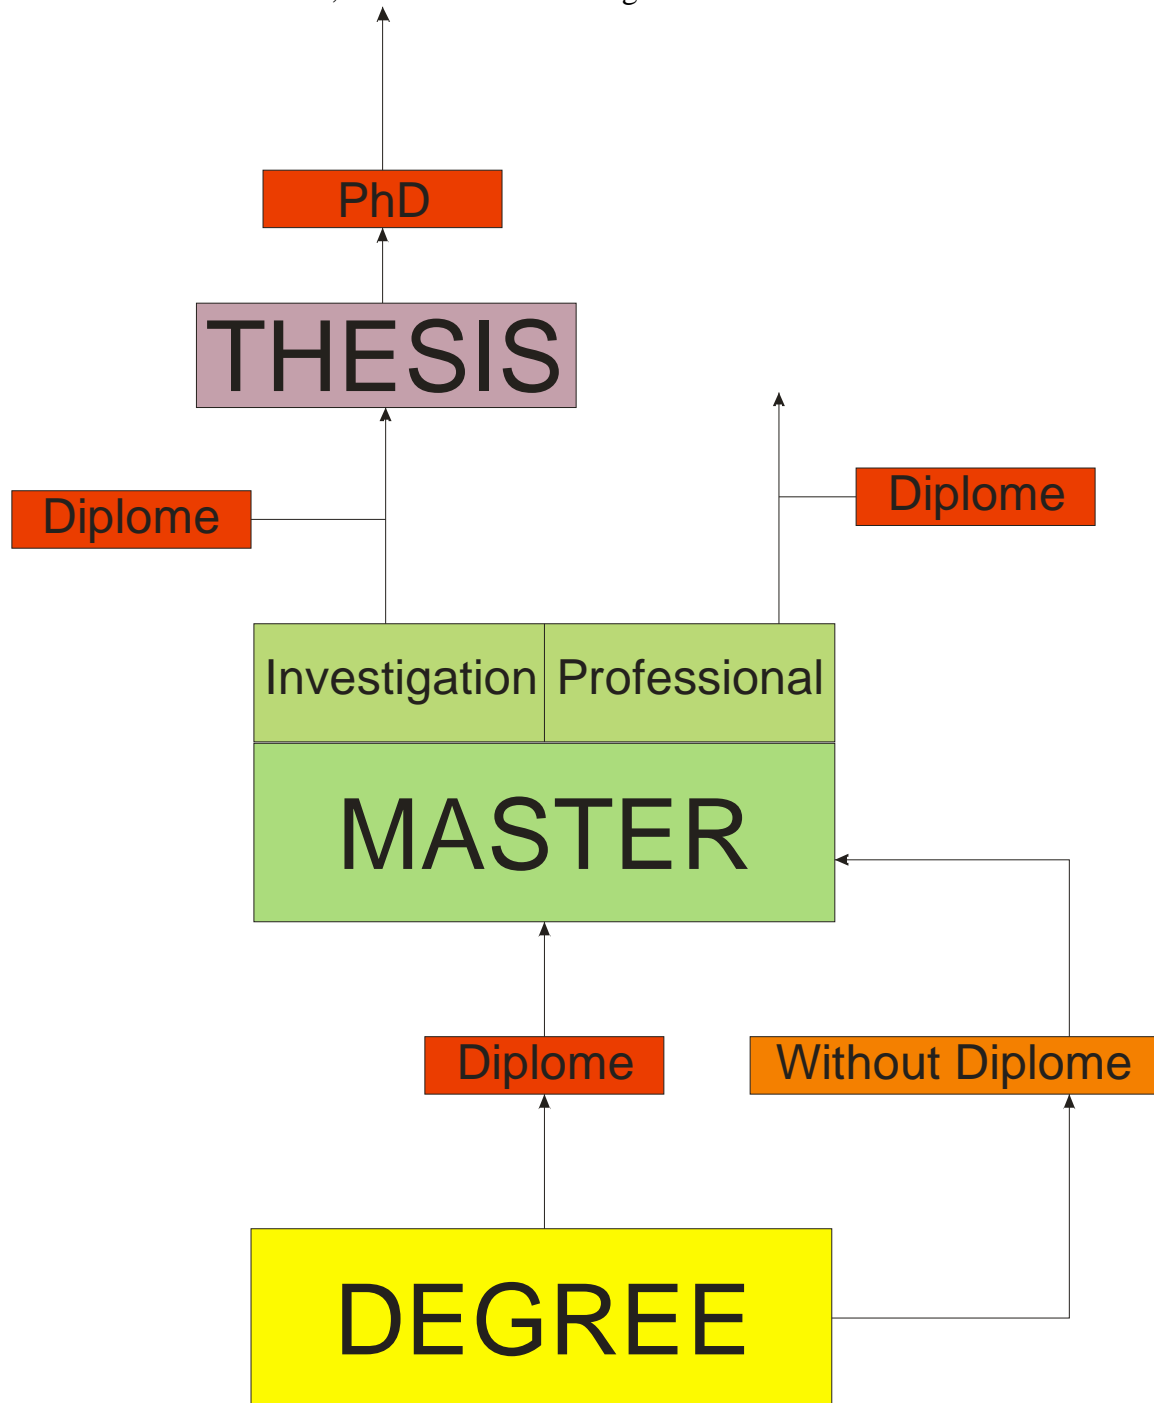 PhD
THESIS
Diplome
Diplome
Investigation
Professional
MASTER
Diplome
Without Diplome
DEGREE